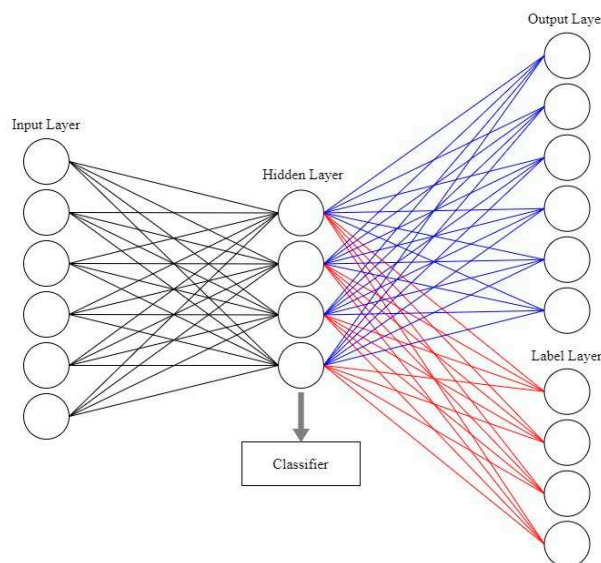 Output Laye
Input Layer
Hidden Layer
Label Layer
Classifier